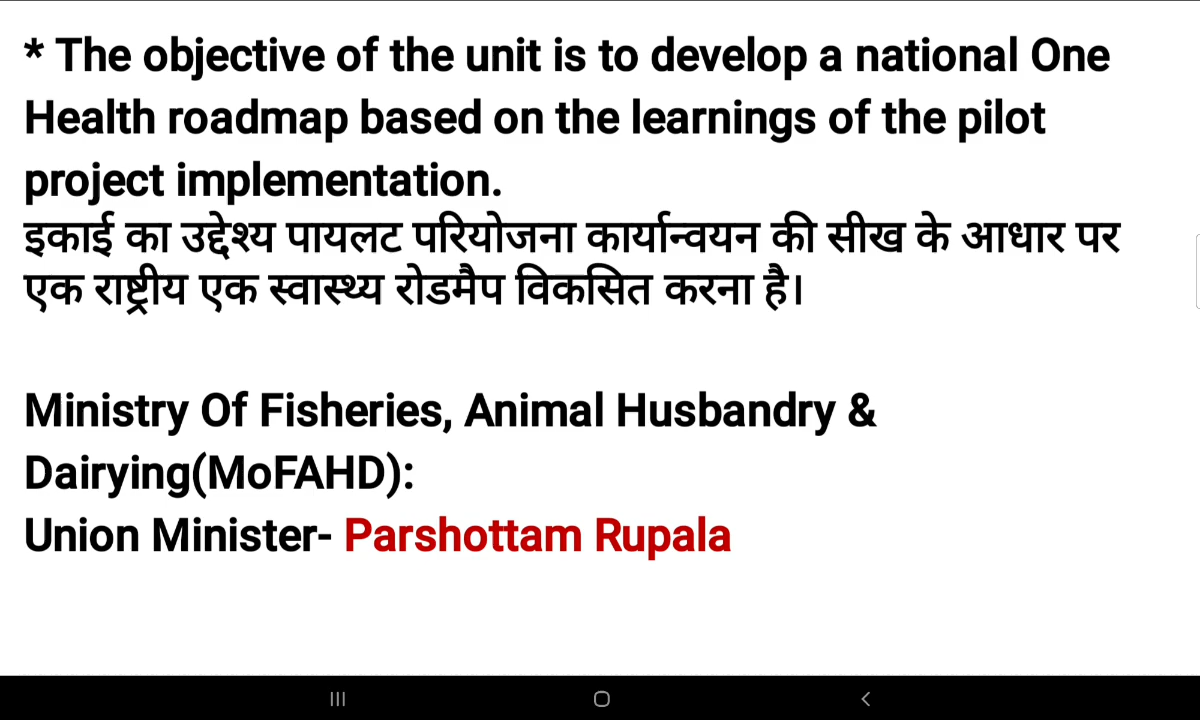 * The objective of the unit is to develop a national One
Health roadmap based on the learnings of the pilot
project implementation.
इकाई का उद्देश्य पायलट परियोजना कार्यान्वयन की सीख के आधार पर
एक राष्ट्रीय एक स्वास्थ्य रोडमैप विकसित करना है।
Ministry Of Fisheries, Animal Husbandry &
Dairying(MoFAHD):
Union Minister- Parshottam Rupala